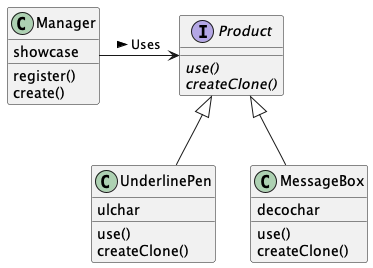 C Manager
showcase
register()
create()
Uses
I Product
use()
createClone()
C UnderlinePen
ulchar
use()
createClone()
C MessageBox
decochar
use()
createClone()